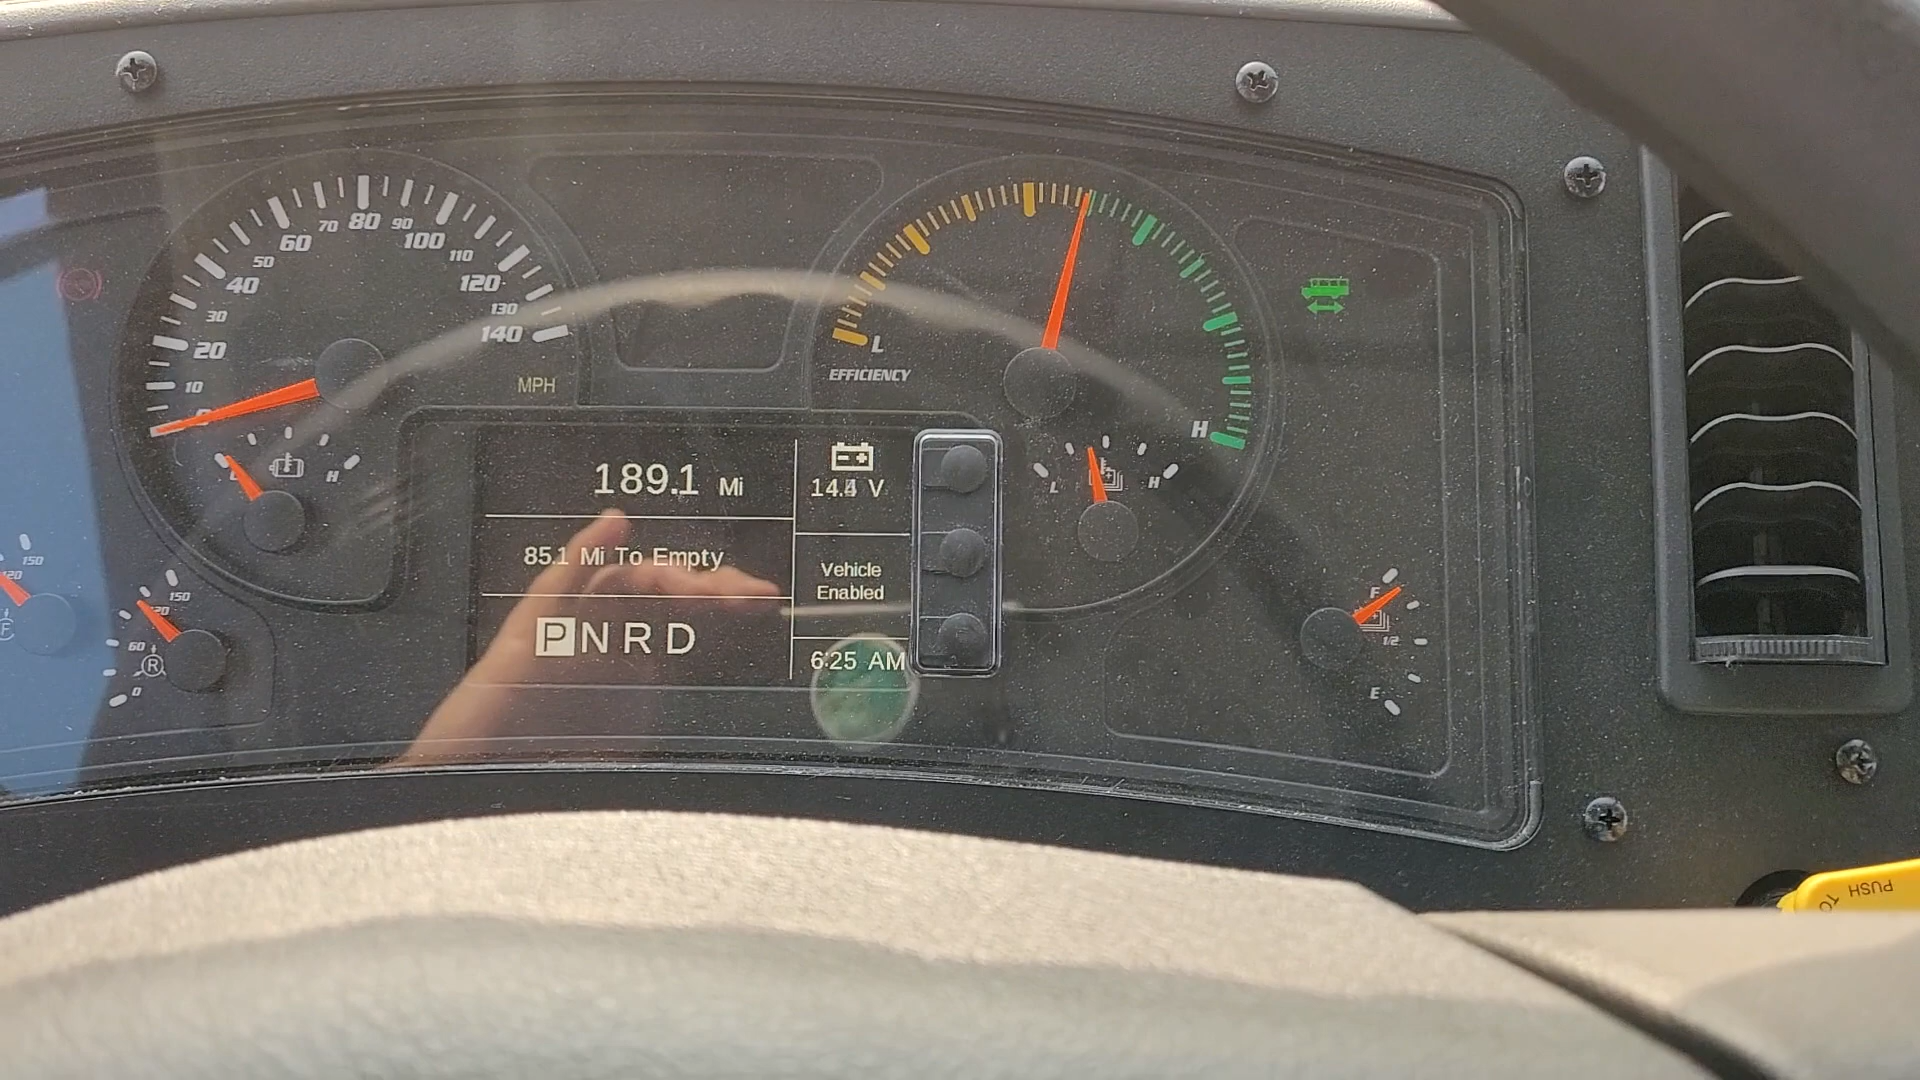 70 80 90
60 100
50 110
40 120
30 130
20 140
10
0
MPH
L
EFFICIENCY
H
H
L H
189.1 Mi
14.4 V
85.1 Mi To Empty
Vehicle
Enabled
P N R D
6:25 AM
150
120
F
150
120
60
R
0
F
1/2
E
PUSH
TO